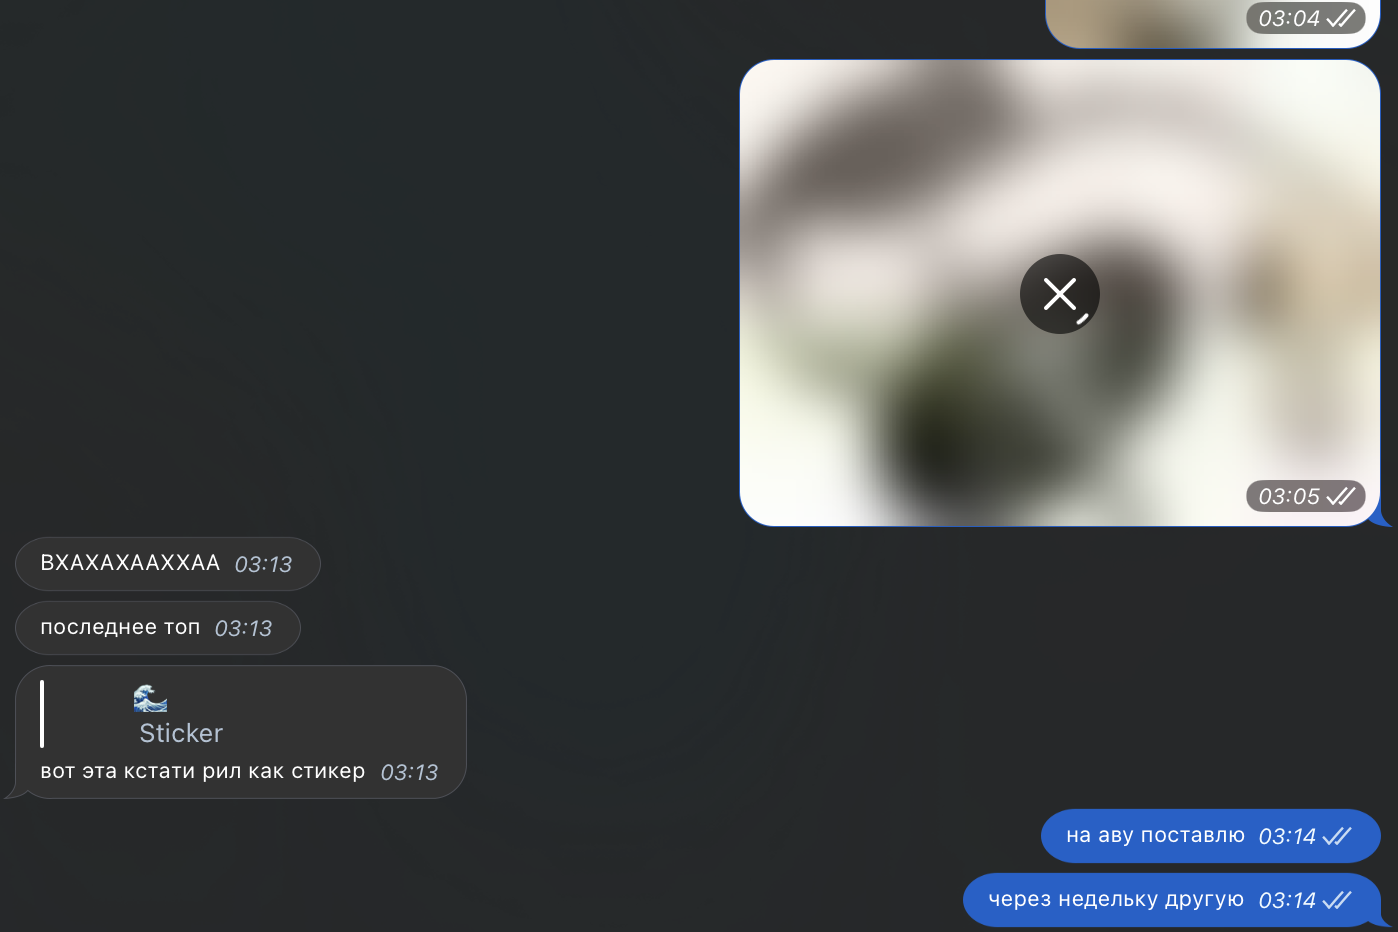 03:04
03:05
ВХАХАХААХХАА 03:13
последнее топ 03:13
🌊
Sticker
вот эта кстати рил как стикер 03:13
на аву поставлю 03:14
через недельку другую 03:14